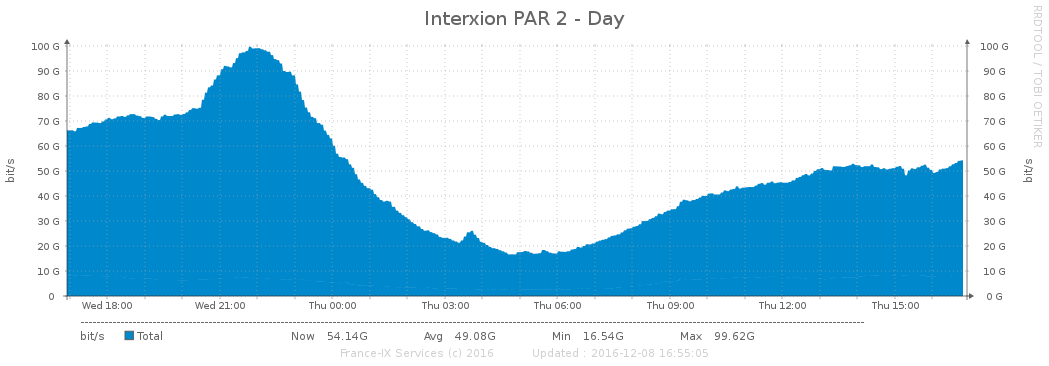 Interxion PAR 2 - Day
RRDTOOL / TOBI OETIKER
100 G 100 G
90 G 90 G
80 G 80 G
70 G 70 G
60 G 60 G
50 G 50 G
40 G 40 G
30 G 30 G
20 G 20 G
10 G 10 G
0 0 G
bit/s bit/s
Wed 18:00 Wed 21:00 Thu 00:00 Thu 03:00 Thu 06:00 Thu 09:00 Thu 12:00 Thu 15:00
bit/s Total Now 54.14G Avg 49.08G Min 16.54G Max 99.62G
France-IX Services (c) 2016 Updated : 2016-12-08 16:55:05